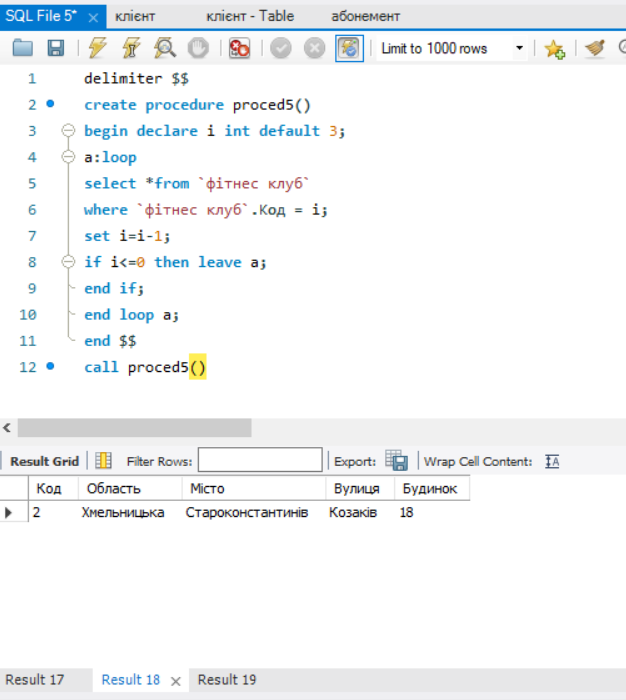 SQL File 5* клієнт клієнт - Table абонемент
Limit to 1000 rows
1 delimiter $$
2 create procedure proced5()
3 begin declare i int default 3;
4 a:loop
5 select *from `фітнес клуб`
6 where `фітнес клуб`.Код = i;
7 set i=i-1;
8 if i<=0 then leave a;
9 end if;
10 end loop a;
11 end $$
12 call proced5()
Result Grid Filter Rows: Export: Wrap Cell Content: IA
Код Область Місто Вулиця Будинок
2 Хмельницька Староконстантинів Козаків 18
Result 17 Result 18 Result 19